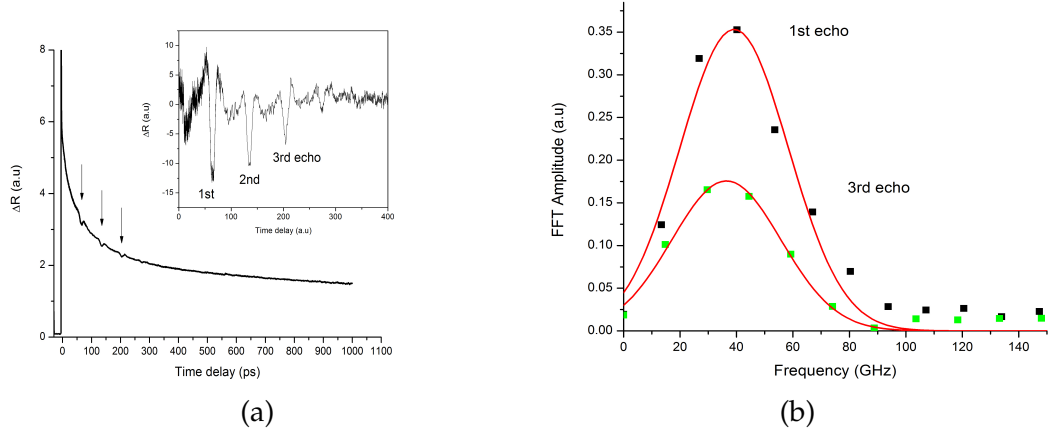 8
6
4
2
0
ΔR (a.u)
0 100 200 300 400 500 600 700 800 900 1000 1100
Time delay (ps)
10
5
0
-5
-10
-15
ΔR (a.u)
1st
2nd
3rd echo
0 100 200 300 400
Time delay (a.u)
(a)
0.35
0.30
0.25
0.20
0.15
0.10
0.05
0.00
FFT Amplitude (a.u)
1st echo
3rd echo
0 20 40 60 80 100 120 140
Frequency (GHz)
(b)